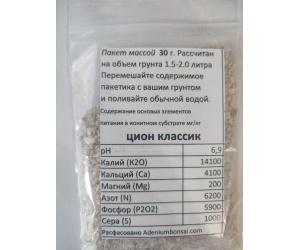 Пакет массой 30 г. Рассчитан
на объем грунта 1.5-2.0 литра
Перемешайте содержимое
пакетика с вашим грунтом
и поливайте обычной водой.
Содержание основых элементов
питания в ионитном субстрате мг/кг
цион классик
pH 6,9
Калий (K2O) 14100
Кальций (Ca) 4100
Магний (Mg) 200
Азот (N) 6200
Фосфор (P2O2) 5900
Сера (S) 1000
Расфасовано Adeniumbonsai.com